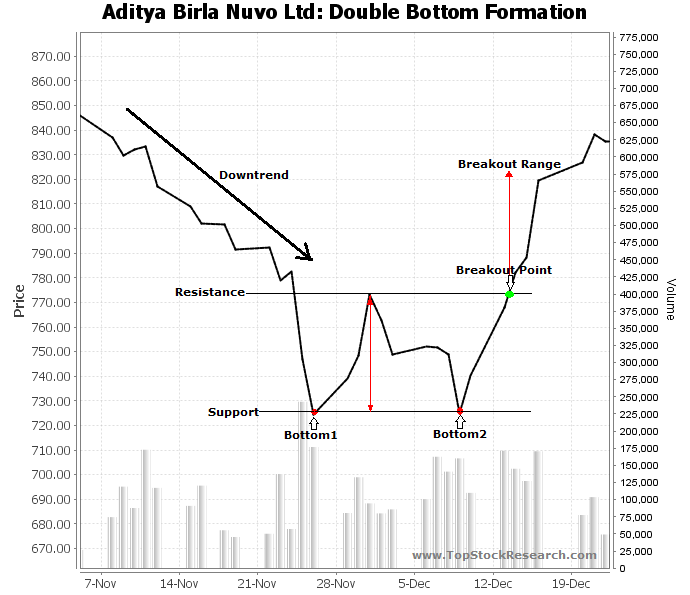 Aditya Birla Nuvo Ltd: Double Bottom Formation
870.00
860.00
850.00
840.00
830.00
820.00
810.00
800.00
790.00
780.00
770.00
760.00
750.00
740.00
730.00
720.00
710.00
700.00
690.00
680.00
670.00
Price
Downtrend
Breakout Range
Breakout Point
Resistance
Support
Bottom1
Bottom2
www.TopStockResearch.com
775,000
750,000
725,000
700,000
675,000
650,000
625,000
600,000
575,000
550,000
525,000
500,000
475,000
450,000
425,000
400,000
375,000
350,000
325,000
300,000
275,000
250,000
225,000
200,000
175,000
150,000
125,000
100,000
75,000
50,000
25,000
0
Volume
7-Nov
14-Nov
21-Nov
28-Nov
5-Dec
12-Dec
19-Dec